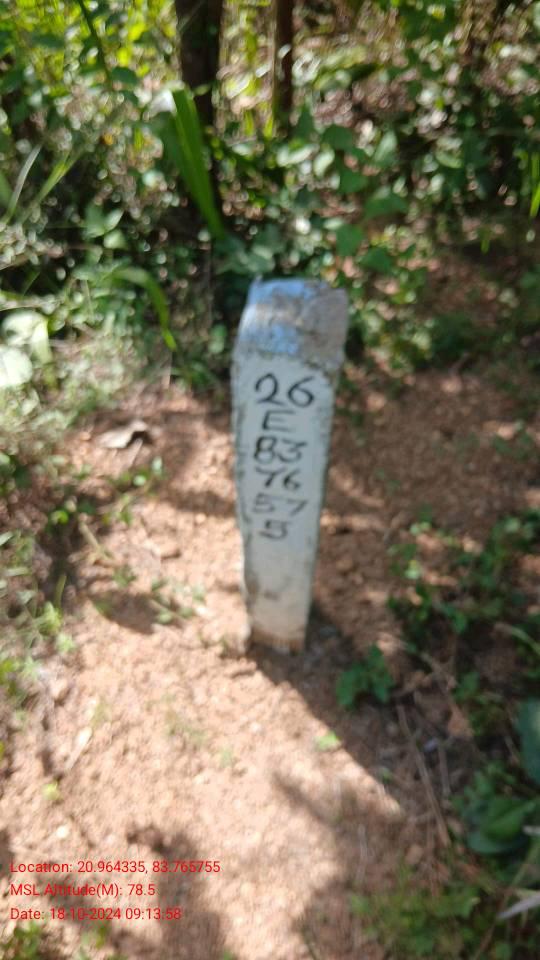 26
E
83
76
57
5
Location: 20.964335, 83.765755
MSL Altitude(M): 78.5
Date: 18-10-2024 09:13:58